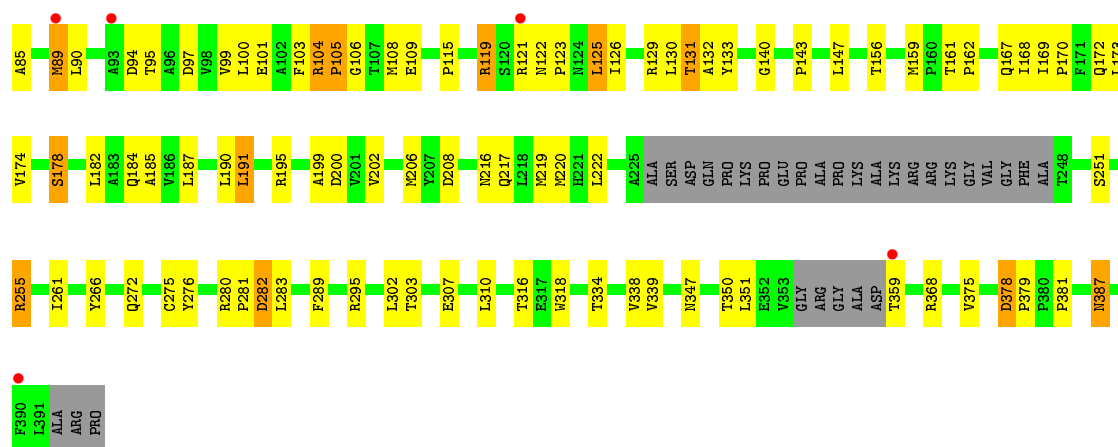 A85 M89 L90 A93 D94 T95 A96 D97 V98 V99 L100 E101 A102 F103 R104 P105 G106 T107 M108 E109 P115 R119 S120 R121 N122 P123 N124 L125 I126 R129 L130 T131 A132 Y133 G140 P143 L147 T156 M159 P160 T161 P162 Q167 I168 I169 P170 F171 Q172 L173
V174 S178 L182 A183 Q184 A185 V186 L187 L190 L191 R195 A199 D200 V201 V202 M206 Y207 D208 N216 Q217 L218 M219 M220 H221 L222 A225 ALA SER ASP GLN PRO LYS PRO GLU PRO ALA PRO LYS ALA LYS ARG ARG LYS GLY VAL GLY PHE ALA T248 S251
R255 I261 Y266 Q272 C275 Y276 R280 P281 D282 L283 F289 R295 L302 T303 E307 L310 T316 E317 W318 T334 V338 V339 N347 T350 L351 E352 V353 GLY ARG GLY ALA ASP T359 R368 V375 D378 P379 P380 P381 N387
F390 L391 ALA ARG PRO